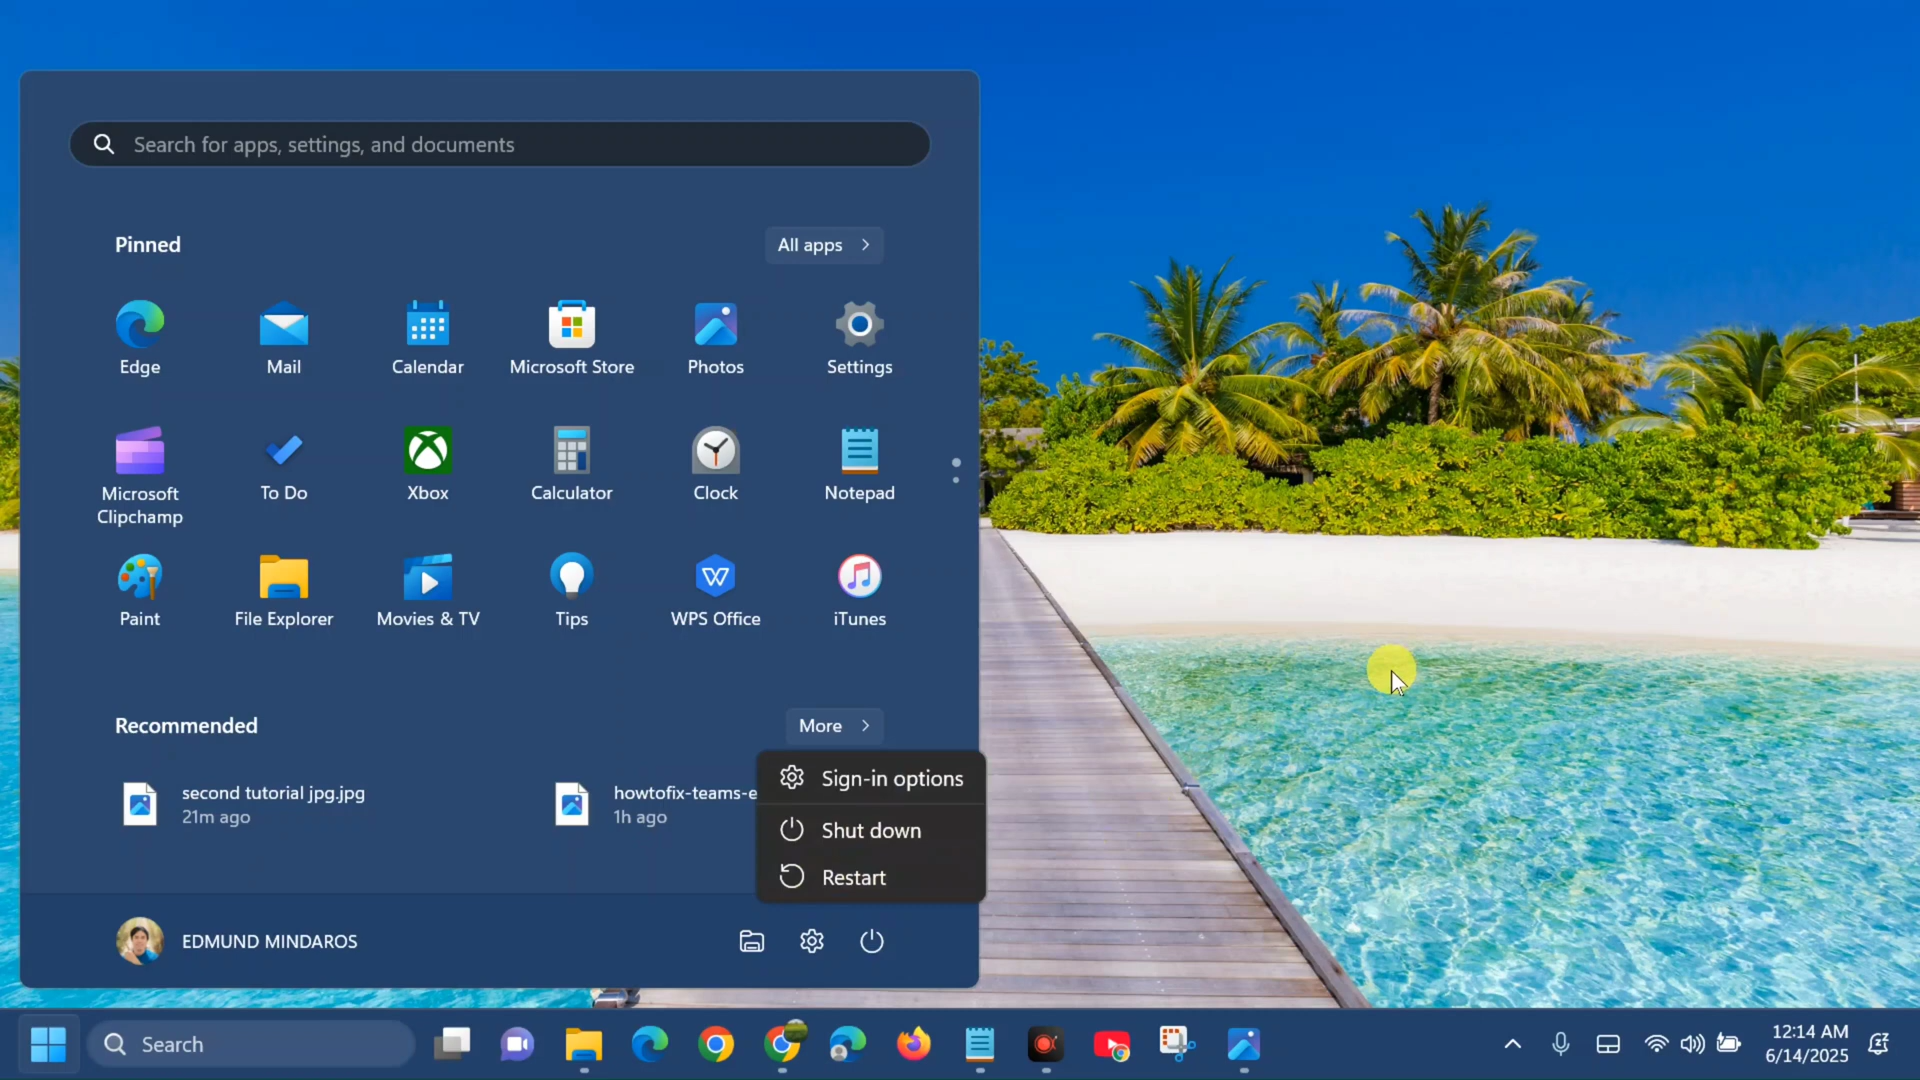 Search for apps, settings, and documents
Pinned
All apps
Edge
Mail
Calendar
Microsoft Store
Photos
Settings
Microsoft
Clipchamp
To Do
Xbox
Calculator
Clock
Notepad
Paint
File Explorer
Movies & TV
Tips
WPS Office
iTunes
Recommended
More
second tutorial jpg.jpg
21m ago
howtofix-teams-e
1h ago
Sign-in options
Shut down
Restart
EDMUND MINDAROS
Search
12:14 AM
6/14/2025